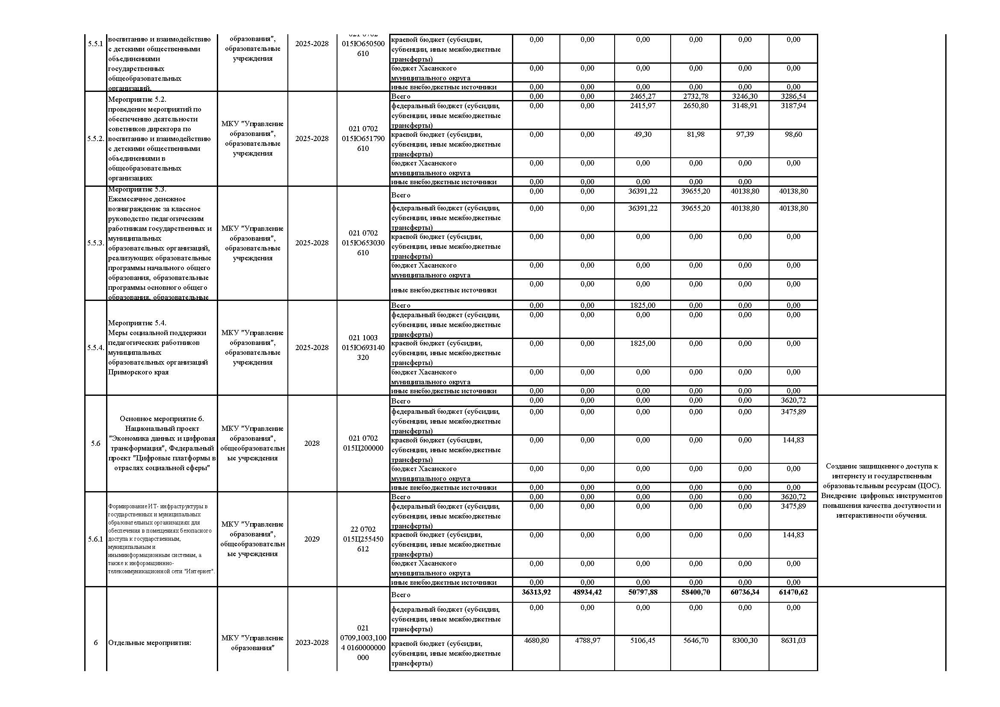 5.5.1
воспитанию и взаимодействию
с детскими общественными
объединениями
государственных
общеобразовательных
организаций,
образования",
образовательные
учреждения
2025-2028
021 0702
015Ю650500
610
краевой бюджет (субсидии,
субвенции, иные межбюджетные
трансферты)
0,00 0,00 0,00 0,00 0,00 0,00
бюджет Хасанского
муниципального округа
0,00 0,00 0,00 0,00 0,00 0,00
иные внебюджетные источники 0,00 0,00 0,00 0,00 0,00 0,00
5.5.2.
Мероприятие 5.2.
проведение мероприятий по
обеспечению деятельности
советников директора по
воспитанию и взаимодействию
с детскими общественными
объединениями в
общеобразовательных
организациях
МКУ "Управление
образования",
образовательные
учреждения
2025-2028
021 0702
015Ю651790
610
Всего 0,00 0,00 2465,27 2732,78 3246,30 3286,54
федеральный бюджет (субсидии,
субвенции, иные межбюджетные
трансферты)
0,00 0,00 2415,97 2650,80 3148,91 3187,94
краевой бюджет (субсидии,
субвенции, иные межбюджетные
трансферты)
0,00 0,00 49,30 81,98 97,39 98,60
бюджет Хасанского
муниципального округа
0,00 0,00 0,00 0,00 0,00 0,00
иные внебюджетные источники 0,00 0,00 0,00 0,00 0,00
5.5.3.
Мероприятие 5.3.
Ежемесячное денежное
вознаграждение за классное
руководство педагогическим
работникам государственных и
муниципальных
образовательных организаций,
реализующих образовательные
программы начального общего
образования, образовательные
программы основного общего
образования, образовательные
МКУ "Управление
образования",
образовательные
учреждения
2025-2028
021 0702
015Ю653030
610
Всего 0,00 0,00 36391,22 39655,20 40138,80 40138,80
федеральный бюджет (субсидии,
субвенции, иные межбюджетные
трансферты)
0,00 0,00 36391,22 39655,20 40138,80 40138,80
краевой бюджет (субсидии,
субвенции, иные межбюджетные
трансферты)
0,00 0,00 0,00 0,00 0,00 0,00
бюджет Хасанского
муниципального округа
0,00 0,00 0,00 0,00 0,00 0,00
иные внебюджетные источники 0,00 0,00 0,00 0,00 0,00 0,00
5.5.4.
Мероприятие 5.4.
Меры социальной поддержки
педагогических работников
муниципальных
образовательных организаций
Приморского края
МКУ "Управление
образования",
образовательные
учреждения
2025-2028
021 1003
015Ю693140
320
Всего 0,00 0,00 1825,00 0,00 0,00 0,00
федеральный бюджет (субсидии,
субвенции, иные межбюджетные
трансферты)
0,00 0,00 0,00 0,00 0,00 0,00
краевой бюджет (субсидии,
субвенции, иные межбюджетные
трансферты)
0,00 0,00 1825,00 0,00 0,00 0,00
бюджет Хасанского
муниципального округа
0,00 0,00 0,00 0,00 0,00 0,00
иные внебюджетные источники 0,00 0,00 0,00 0,00 0,00 0,00
5.6
Основное мероприятие 6.
Национальный проект
"Экономика данных и цифровая
трансформация", Федеральный
проект "Цифровые платформы в
отраслях социальной сферы"
МКУ "Управление
образования",
общеобразовательн
ые учреждения
2028
021 0702
015Ц200000
Всего 0,00 0,00 0,00 0,00 0,00 3620,72
федеральный бюджет (субсидии,
субвенции, иные межбюджетные
трансферты)
0,00 0,00 0,00 0,00 0,00 3475,89
краевой бюджет (субсидии,
субвенции, иные межбюджетные
трансферты)
0,00 0,00 0,00 0,00 0,00 144,83
бюджет Хасанского
муниципального округа
0,00 0,00 0,00 0,00 0,00 0,00
иные внебюджетные источники 0,00 0,00 0,00 0,00 0,00 0,00
Создание защищенного доступа к
интернету и государственным
образоваьтельным ресурсам (ЦОС).
Внедрение цифровых инструментов
повышения качества доступности и
интерактивности обучения.
5.6.1
Формирование ИТ- инфраструктуры в
государственных и муниципальных
образовательных организациях для
обеспечения в помещениях безопасного
доступа к государственным,
муниципальным и
иныминформационным системам, а
также к информациннно-
телекоммуникационной сети "Интернет".
МКУ "Управление
образования",
общеобразовательн
ые учреждения
2029
22 0702
015Ц255450
612
Всего 0,00 0,00 0,00 0,00 0,00 3620,72
федеральный бюджет (субсидии,
субвенции, иные межбюджетные
трансферты)
0,00 0,00 0,00 0,00 0,00 3475,89
краевой бюджет (субсидии,
субвенции, иные межбюджетные
трансферты)
0,00 0,00 0,00 0,00 0,00 144,83
бюджет Хасанского
муниципального округа
0,00 0,00 0,00 0,00 0,00 0,00
иные внебюджетные источники 0,00 0,00 0,00 0,00 0,00 0,00
6
Отдельные мероприятия:
МКУ "Управление
образования"
2023-2028
021
0709,1003,100
4 0160000000
000
Всего 36313,92 48934,42 50797,88 58400,70 60736,34 61470,62
федеральный бюджет (субсидии,
субвенции, иные межбюджетные
трансферты)
0,00 0,00 0,00 0,00 0,00 0,00
краевой бюджет (субсидии,
субвенции, иные межбюджетные
трансферты)
4680,80 4788,97 5106,45 5646,70 8300,30 8631,03